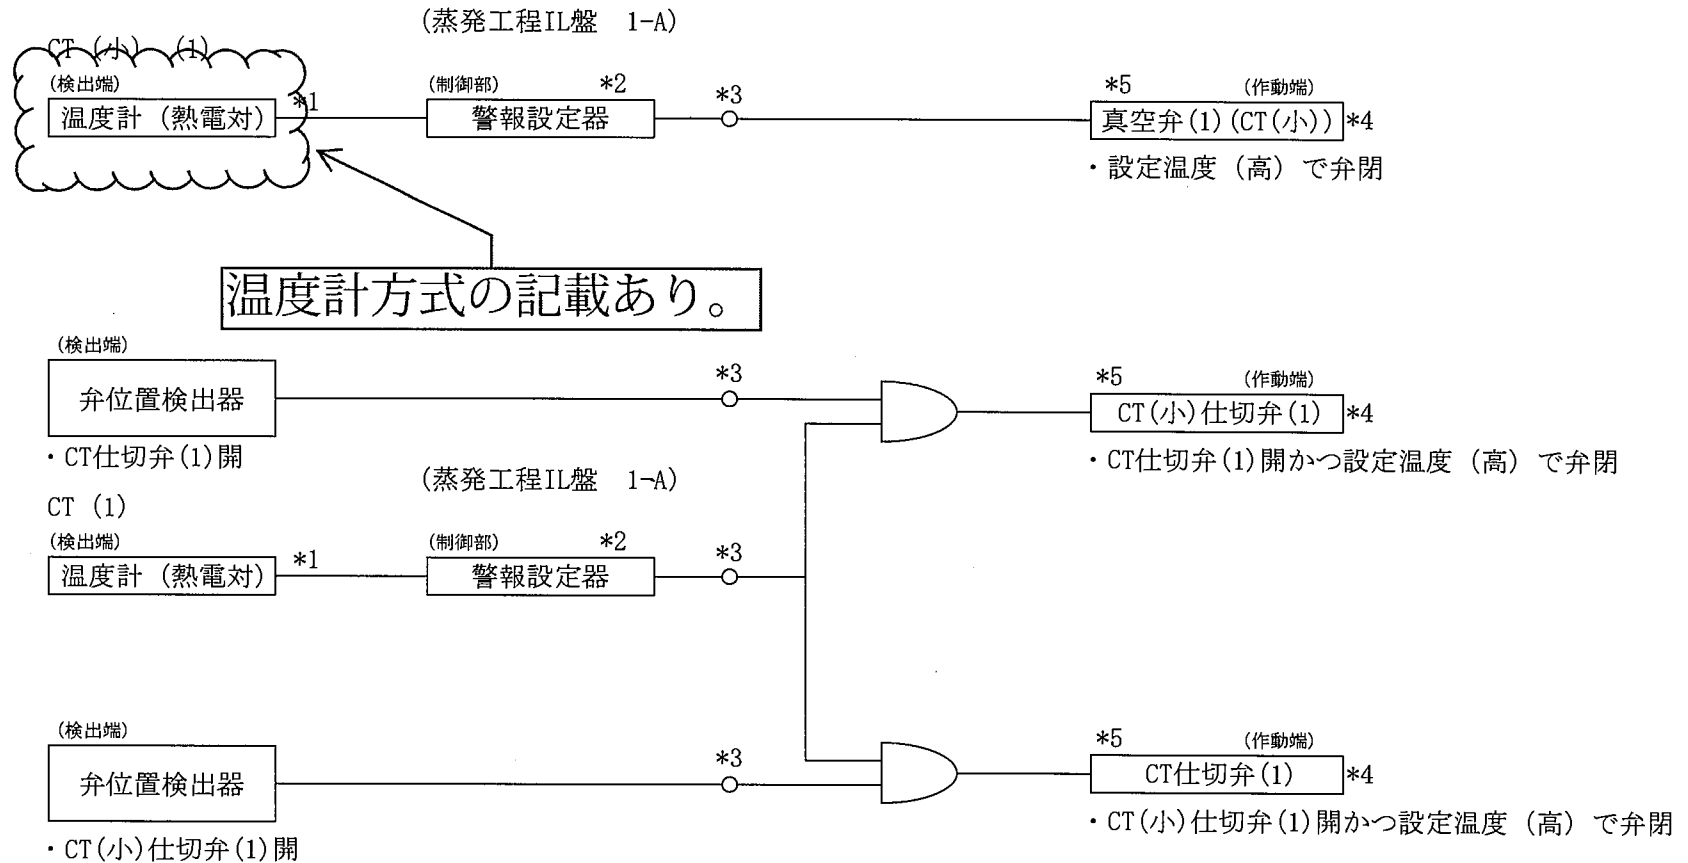 (蒸発工程IL盤　1-A)
CT (小) (1)
(検出端)
温度計 (熱電対)
*1
(制御部)
*2
警報設定器
*3
*5
(作動端)
真空弁(1)(CT(小))
*4
・設定温度 (高) で弁閉
温度計方式の記載あり。
(検出端)
弁位置検出器
・CT仕切弁(1)開
*3
*5
(作動端)
CT(小)仕切弁(1)
*4
・CT仕切弁(1)開かつ設定温度 (高) で弁閉
(蒸発工程IL盤　1-A)
CT (1)
(検出端)
温度計 (熱電対)
*1
(制御部)
*2
警報設定器
*3
(検出端)
弁位置検出器
・CT(小)仕切弁(1)開
*3
*5
(作動端)
CT仕切弁(1)
*4
・CT(小)仕切弁(1)開かつ設定温度 (高) で弁閉